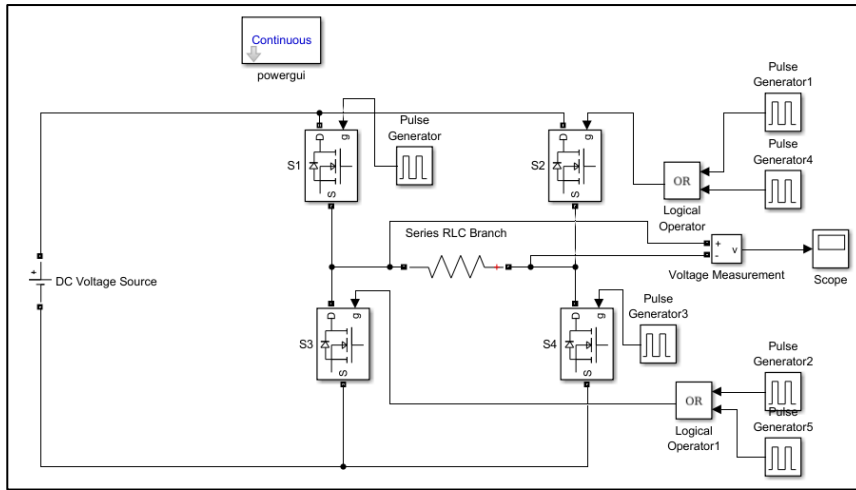 Continuous
powergui
Pulse
Generator
Pulse
Generator1
Pulse
Generator4
D
g
S1
S
D
g
S2
S
OR
Logical
Operator
Series RLC Branch
+
-
v
Voltage Measurement
Scope
+
DC Voltage Source
D
g
S3
S
D
g
S4
S
Pulse
Generator3
Pulse
Generator2
OR
Logical
Operator1
Pulse
Generator5